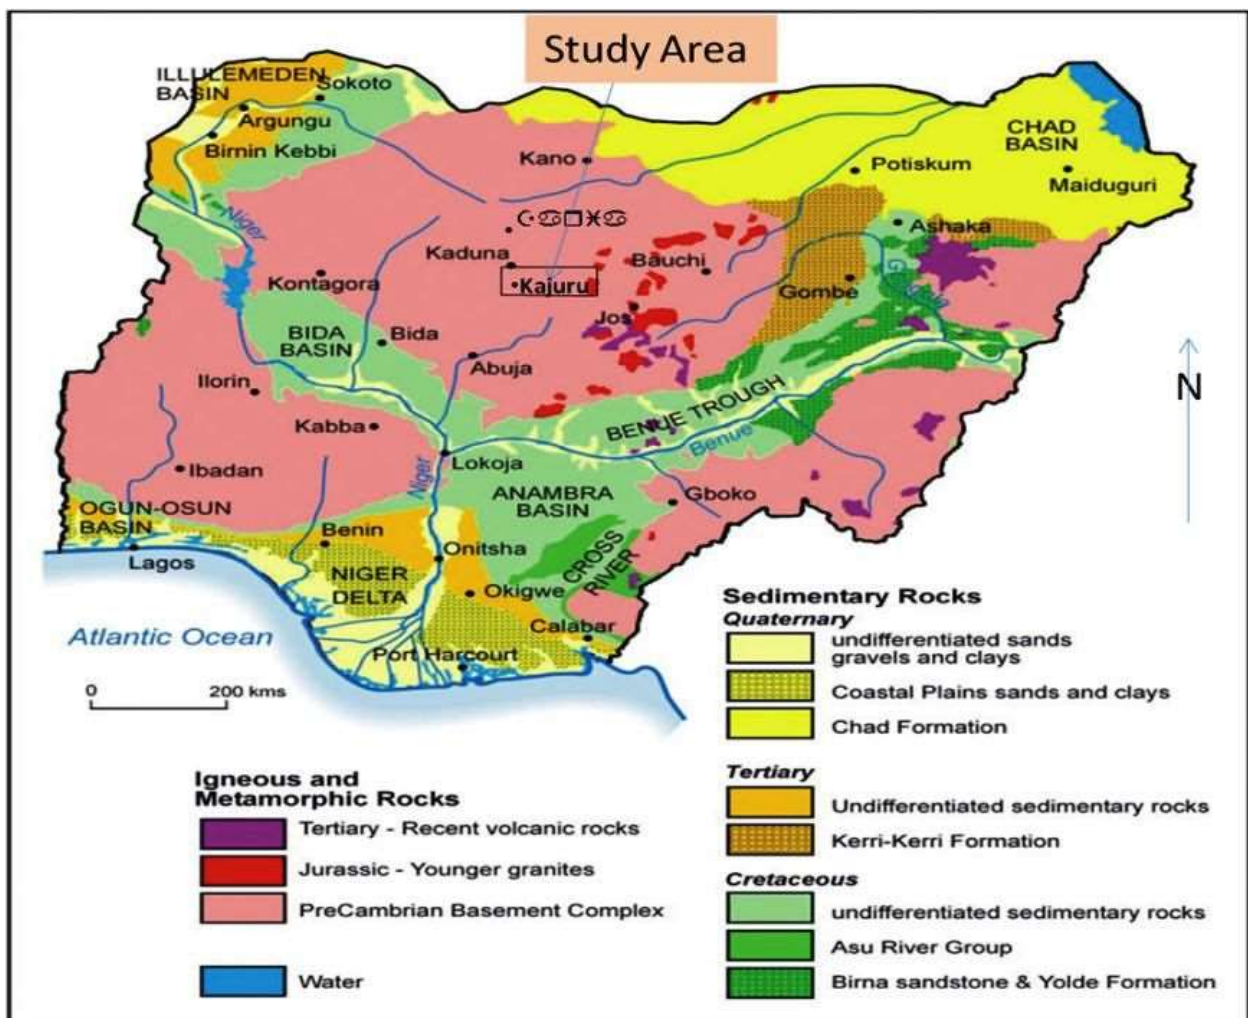 Study Area
ILLULEMEDEN
BASIN
Sokoto
Argungu
Birnin Kebbi
Kano
CHAD
BASIN
Potiskum
Maiduguri
Niger
Ashaka
Kaduna
Bauchi
Kontagora
Kajuru
Gombe
Jos
BIDA
BASIN
Bida
Abuja
N
Ilorin
BENUE TROUGH
Kabba
Benue
Lokoja
Ibadan
Niger
ANAMBRA
BASIN
Gboko
OGUN-OSUN
BASIN
Benin
Onitsha
CROSS
RIVER
Lagos
NIGER
DELTA
Okigwe
Calabar
Atlantic Ocean
Port Harcourt
0 200 kms
Igneous and
Metamorphic Rocks
Tertiary - Recent volcanic rocks
Jurassic - Younger granites
PreCambrian Basement Complex
Water
Sedimentary Rocks
Quaternary
undifferentiated sands
gravels and clays
Coastal Plains sands and clays
Chad Formation
Tertiary
Undifferentiated sedimentary rocks
Kerri-Kerri Formation
Cretaceous
undifferentiated sedimentary rocks
Asu River Group
Birna sandstone & Yolde Formation